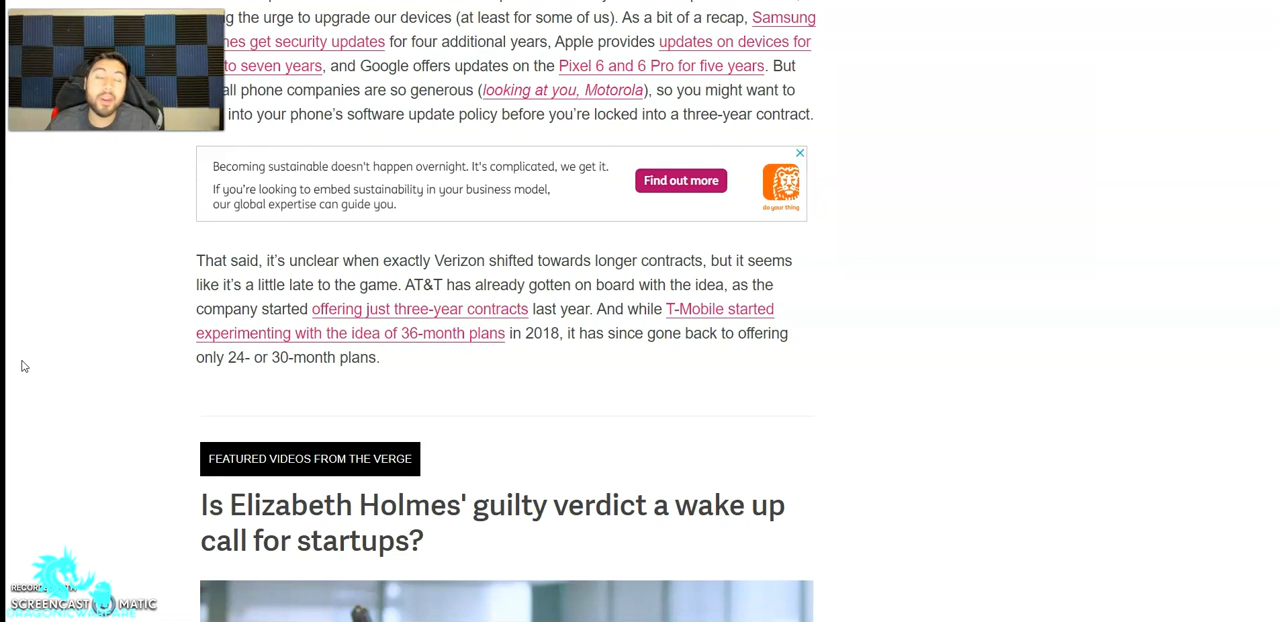 g the urge to upgrade our devices (at least for some of us). As a bit of a recap, Samsung
nes get security updates for four additional years, Apple provides updates on devices for
to seven years, and Google offers updates on the Pixel 6 and 6 Pro for five years. But
all phone companies are so generous (looking at you, Motorola), so you might want to
into your phone's software update policy before you're locked into a three-year contract.
Becoming sustainable doesn't happen overnight. It's complicated, we get it.
If you're looking to embed sustainability in your business model,
our global expertise can guide you.
Find out more
do your thing
That said, it's unclear when exactly Verizon shifted towards longer contracts, but it seems
like it's a little late to the game. AT&T has already gotten on board with the idea, as the
company started offering just three-year contracts last year. And while T-Mobile started
experimenting with the idea of 36-month plans in 2018, it has since gone back to offering
only 24- or 30-month plans.
FEATURED VIDEOS FROM THE VERGE
Is Elizabeth Holmes' guilty verdict a wake up
call for startups?
SCREENCAST MATIC